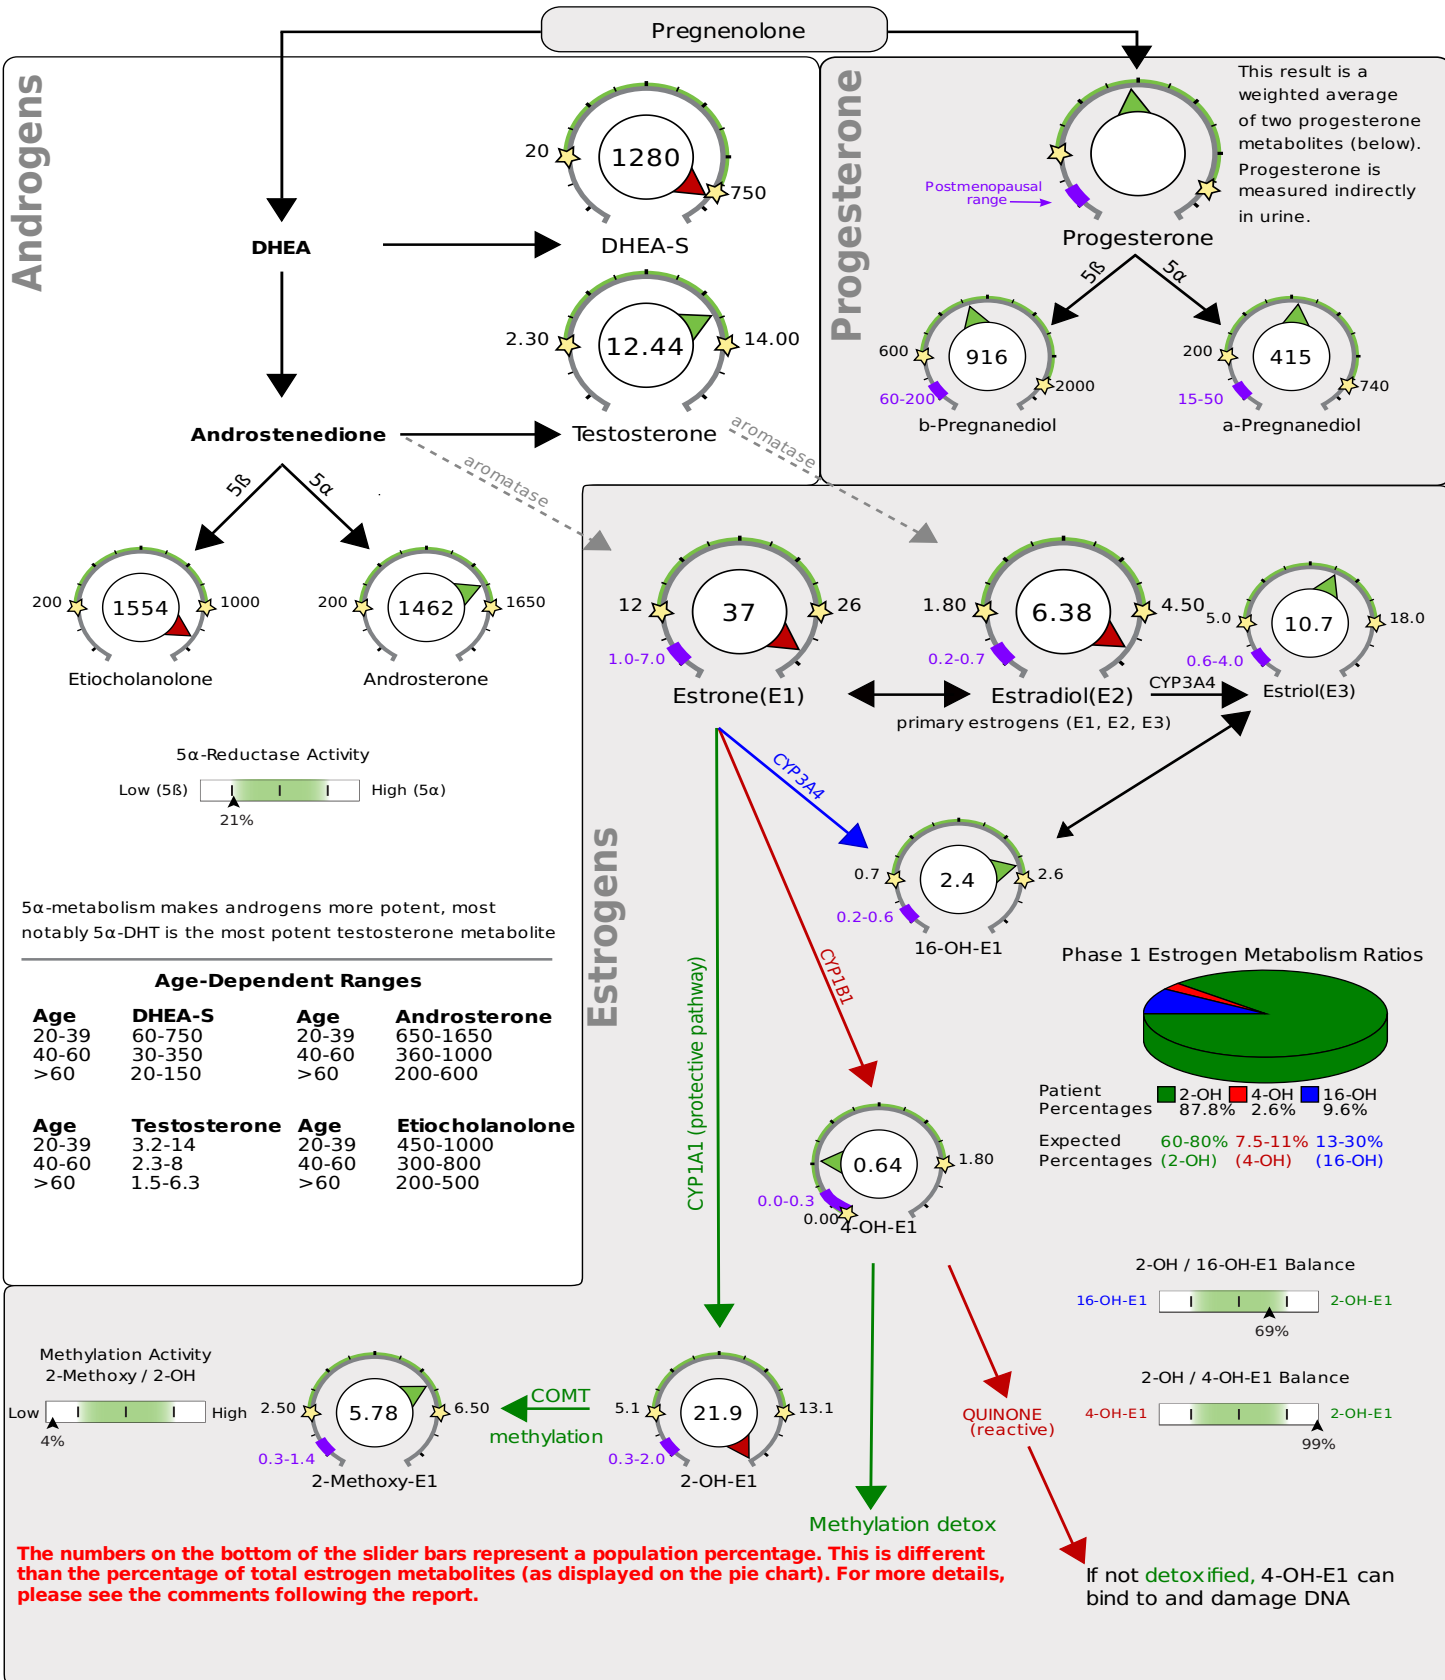 Pregnenolone
Androgens
20
1280
750
DHEA
DHEA-S
2.30
12.44
14.00
Androstenedione
Testosterone
aromatase
aromatase
5ß
5α
200
1554
1000
Etiocholanolone
200
1462
1650
Androsterone
5α-Reductase Activity
Low (5ß)
High (5α)
21%
5α-metabolism makes androgens more potent, most
notably 5α-DHT is the most potent testosterone metabolite
Age-Dependent Ranges
Age DHEA-S Age Androsterone
20-39 60-750 20-39 650-1650
40-60 30-350 40-60 360-1000
>60 20-150 >60 200-600
Age Testosterone Age Etiocholanolone
20-39 3.2-14 20-39 450-1000
40-60 2.3-8 40-60 300-800
>60 1.5-6.3 >60 200-500
Progesterone
This result is a
weighted average
of two progesterone
metabolites (below).
Progesterone is
measured indirectly
in urine.
Postmenopausal
range
Progesterone
5ß
5α
600
916
2000
60-200
b-Pregnanediol
200
415
740
15-50
a-Pregnanediol
Estrogens
12
37
26
1.0-7.0
Estrone(E1)
1.80
6.38
4.50
0.2-0.7
Estradiol(E2)
5.0
10.7
18.0
0.6-4.0
Estriol(E3)
CYP3A4
primary estrogens (E1, E2, E3)
CYP3A4
0.7
2.4
2.6
0.2-0.6
16-OH-E1
CYP1B1
CYP1A1 (protective pathway)
Phase 1 Estrogen Metabolism Ratios
Patient
Percentages
2-OH 4-OH 16-OH
87.8% 2.6% 9.6%
Expected
Percentages
60-80% 7.5-11% 13-30%
(2-OH) (4-OH) (16-OH)
0.64
1.80
0.0-0.3
0.00
4-OH-E1
2-OH / 16-OH-E1 Balance
16-OH-E1
2-OH-E1
69%
2-OH / 4-OH-E1 Balance
4-OH-E1
2-OH-E1
99%
Methylation Activity
2-Methoxy / 2-OH
Low
High
4%
2.50
5.78
6.50
0.3-1.4
2-Methoxy-E1
COMT
methylation
5.1
21.9
13.1
0.3-2.0
2-OH-E1
QUINONE
(reactive)
Methylation detox
The numbers on the bottom of the slider bars represent a population percentage. This is different
than the percentage of total estrogen metabolites (as displayed on the pie chart). For more details,
please see the comments following the report.
If not detoxified, 4-OH-E1 can
bind to and damage DNA